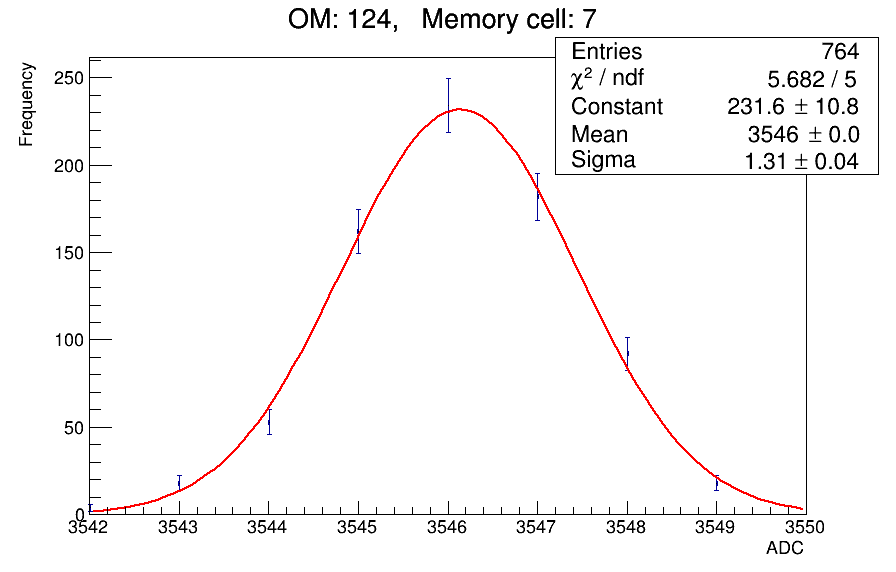 OM: 124,   Memory cell: 7
Entries 764
χ² / ndf 5.682 / 5
Constant 231.6 ± 10.8
Mean 3546 ± 0.0
Sigma 1.31 ± 0.04
Frequency
250
200
150
100
50
0
3542 3543 3544 3545 3546 3547 3548 3549 3550
ADC